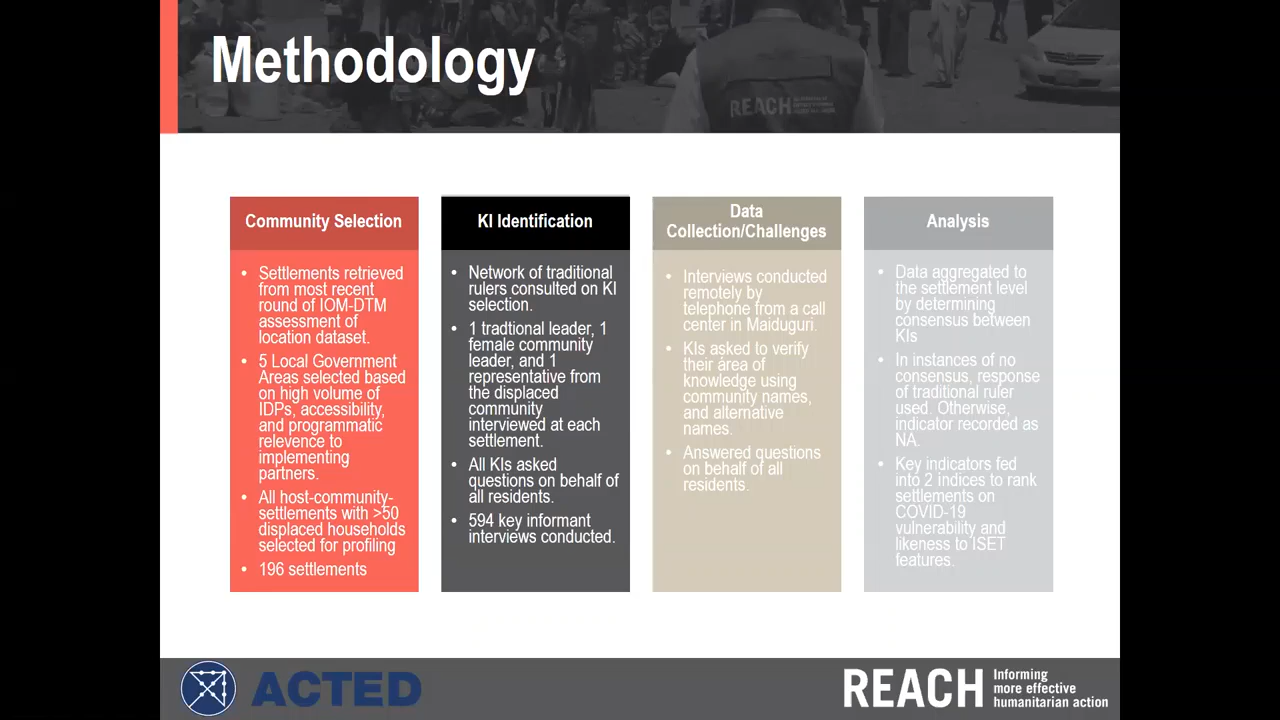 Methodology
REACH
Community Selection
• Settlements retrieved
from most recent
round of IOM-DTM
assessment of
location dataset.
• 5 Local Government
Areas selected based
on high volume of
IDPs, accessibility,
and programmatic
relevence to
implementing
partners.
• All host-community-
settlements with >50
displaced households
selected for profiling
• 196 settlements
KI Identification
• Network of traditional
rulers consulted on KI
selection.
• 1 tradtional leader, 1
female community
leader, and 1
representative from
the displaced
community
interviewed at each
settlement.
• All KIs asked
questions on behalf of
all residents.
• 594 key informant
interviews conducted.
Data
Collection/Challenges
• Interviews conducted
remotely by
telephone from a call
center in Maiduguri.
• KIs asked to verify
their area of
knowledge using
community names,
and alternative
names.
• Answered questions
on behalf of all
residents.
Analysis
• Data aggregated to
the settlement level
by determining
consensus between
KIs
• In instances of no
consensus, response
of traditional ruler
used. Otherwise,
indicator recorded as
NA.
• Key indicators fed
into 2 indices to rank
settlements on
COVID-19
vulnerability and
likeness to ISET
features.
ACTED
REACH Informing
more effective
humanitarian action